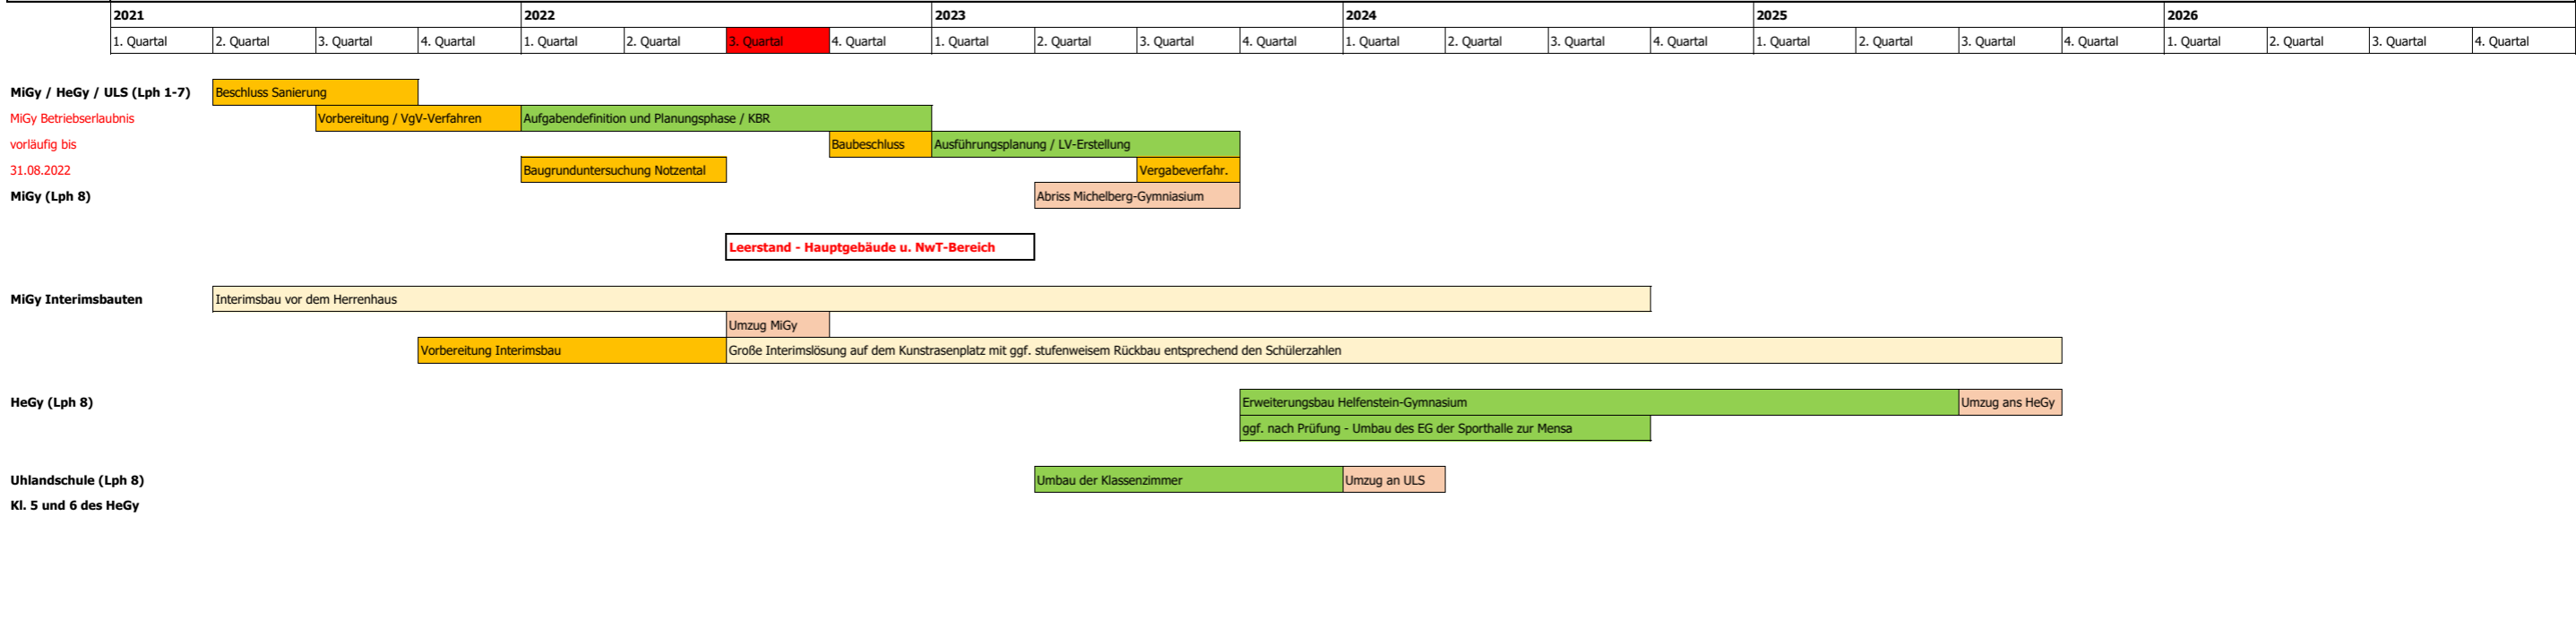 2021 2022 2023 2024 2025 2026
1. Quartal 2. Quartal 3. Quartal 4. Quartal 1. Quartal 2. Quartal 3. Quartal 4. Quartal 1. Quartal 2. Quartal 3. Quartal 4. Quartal 1. Quartal 2. Quartal 3. Quartal 4. Quartal 1. Quartal 2. Quartal 3. Quartal 4. Quartal 1. Quartal 2. Quartal 3. Quartal 4. Quartal
MiGy / HeGy / ULS (Lph 1-7) Beschluss Sanierung
MiGy Betriebserlaubnis Vorbereitung / VgV-Verfahren Aufgabendefinition und Planungsphase / KBR
vorläufig bis Baubeschluss Ausführungsplanung / LV-Erstellung
31.08.2022 Baugrunduntersuchung Notzental Vergabeverfahr.
MiGy (Lph 8) Abriss Michelberg-Gymniasium
Leerstand - Hauptgebäude u. NwT-Bereich
MiGy Interimsbauten Interimsbau vor dem Herrenhaus
Umzug MiGy
Vorbereitung Interimsbau Große Interimslösung auf dem Kunstrasenplatz mit ggf. stufenweisem Rückbau entsprechend den Schülerzahlen
HeGy (Lph 8) Erweiterungsbau Helfenstein-Gymnasium Umzug ans HeGy
ggf. nach Prüfung - Umbau des EG der Sporthalle zur Mensa
Uhlandschule (Lph 8) Umbau der Klassenzimmer Umzug an ULS
Kl. 5 und 6 des HeGy